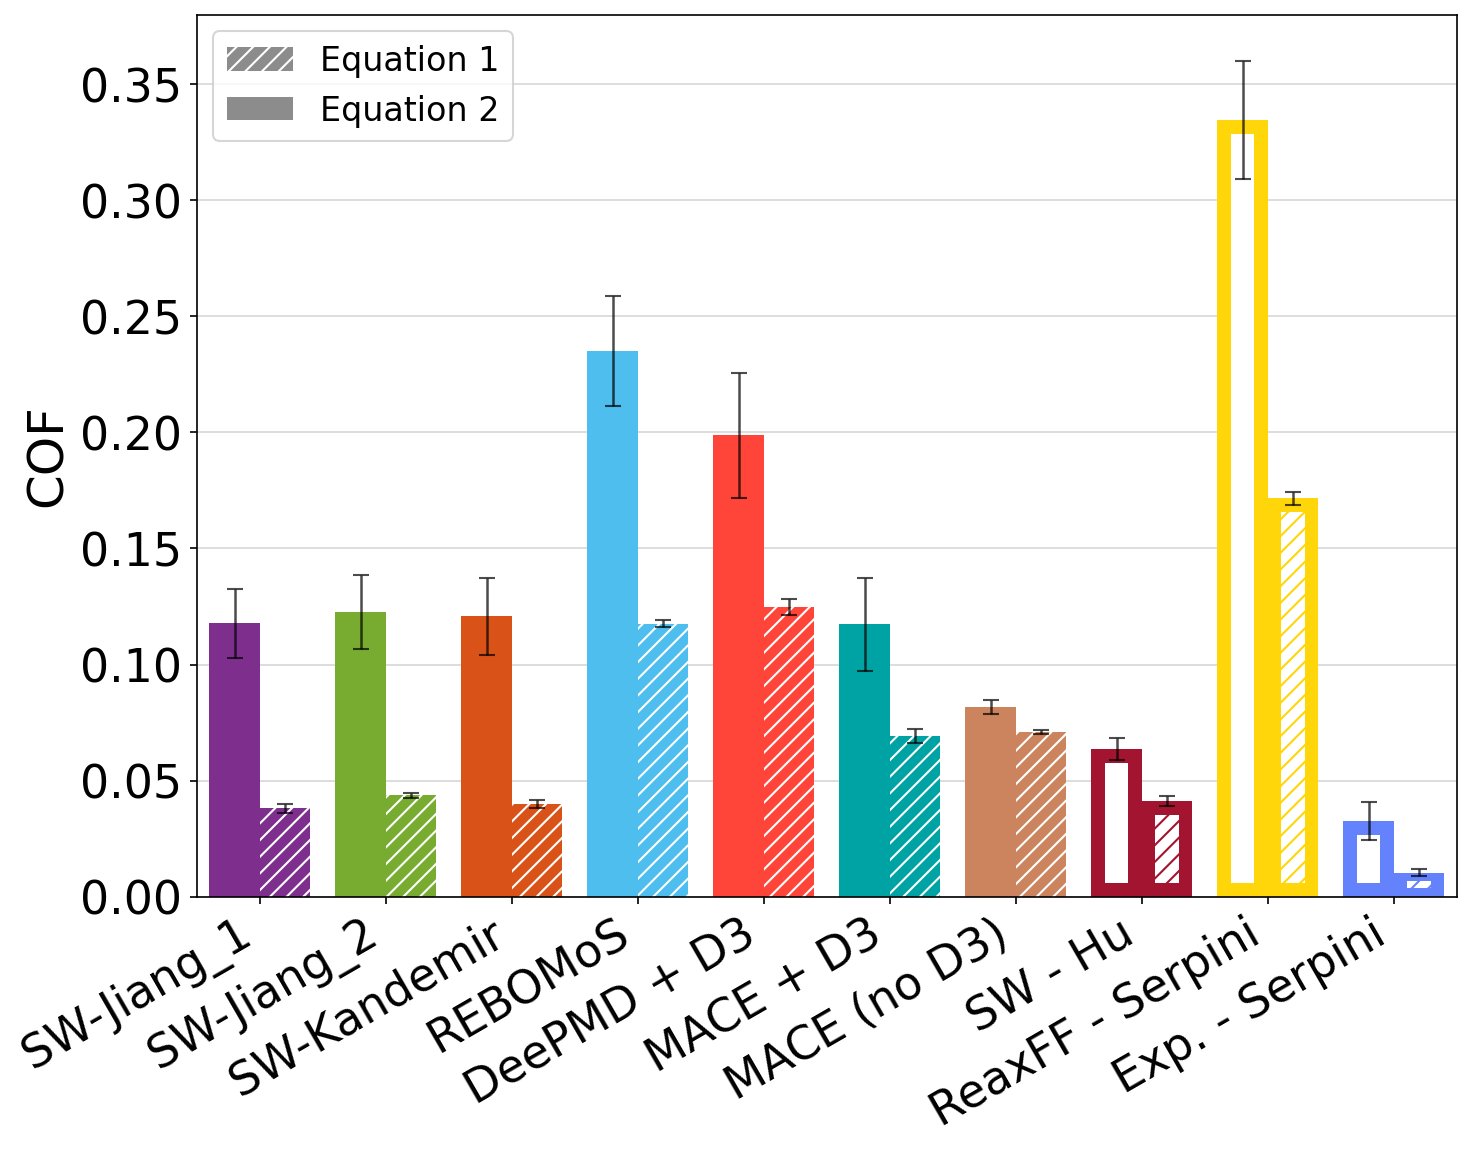 Equation 1
Equation 2
COF
0.35
0.30
0.25
0.20
0.15
0.10
0.05
0.00
SW-Jiang_1
SW-Jiang_2
SW-Kandemir
REBOMoS
DeePMD + D3
MACE + D3
MACE (no D3)
SW - Hu
ReaxFF - Serpini
Exp. - Serpini